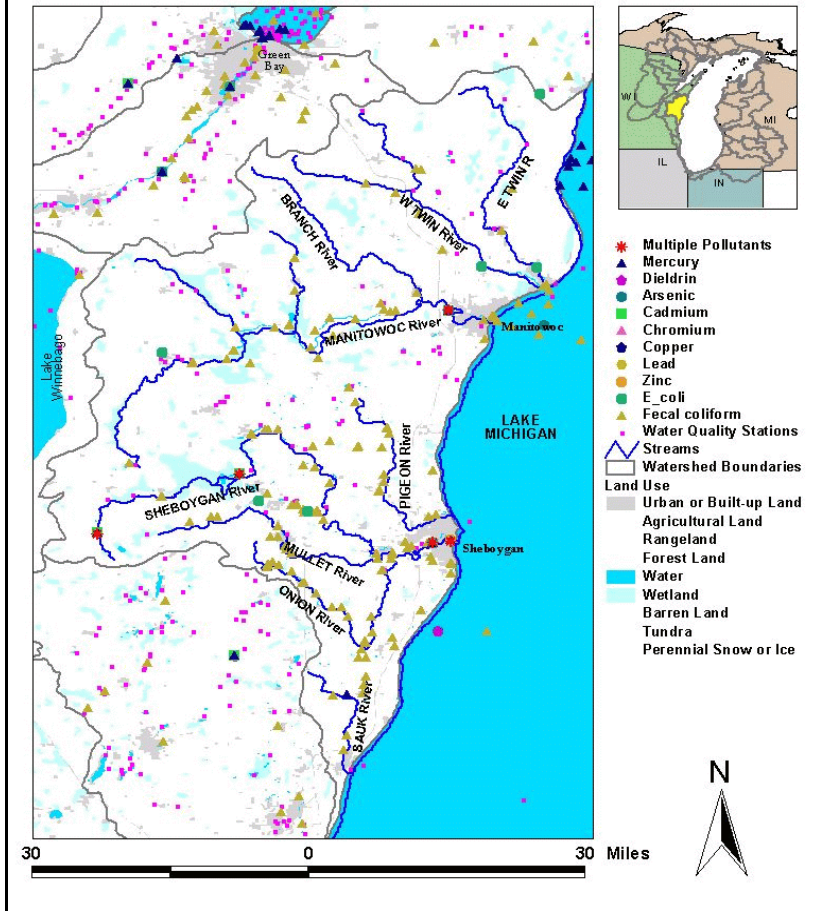 Green
Bay
BRANCH River
W TWIN River
E TWIN R
Lake
Winnebago
MANITOWOC River
Manitowoc
LAKE
MICHIGAN
PIGEON River
SHEBOYGAN River
MULLET River
Sheboygan
ONION River
SAUK River
WI
MI
IL
IN
Multiple Pollutants
Mercury
Dieldrin
Arsenic
Cadmium
Chromium
Copper
Lead
Zinc
E_coli
Fecal coliform
Water Quality Stations
Streams
Watershed Boundaries
Land Use
Urban or Built-up Land
Agricultural Land
Rangeland
Forest Land
Water
Wetland
Barren Land
Tundra
Perennial Snow or Ice
N
30 0 30 Miles